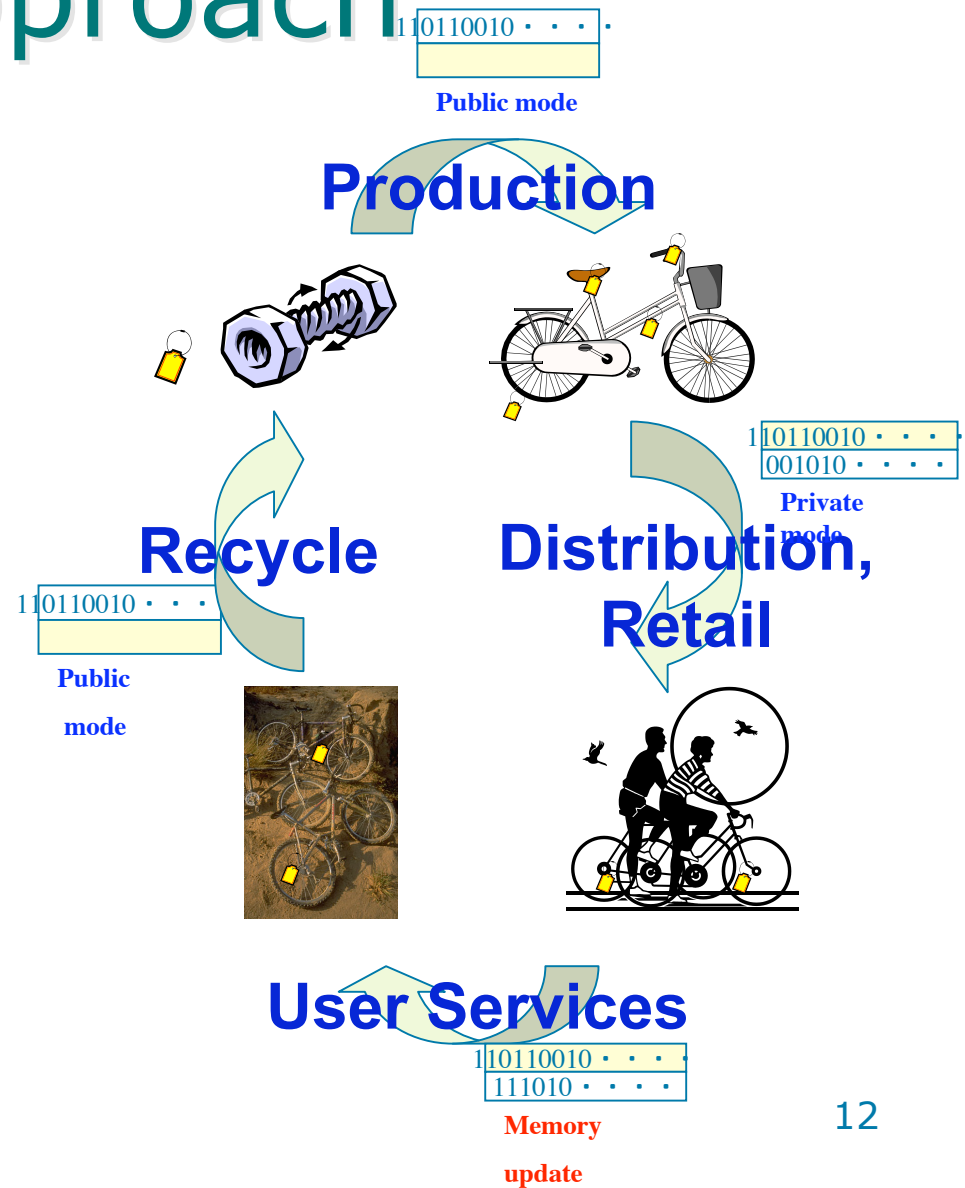 proach
110110010 · · · ·
Public mode
Production
110110010 · · · ·
001010 · · · ·
Private
mode
Distribution,
Retail
Recycle
110110010 · · ·
Public
mode
User Services
110110010 · · · ·
111010 · · · ·
Memory
update
12